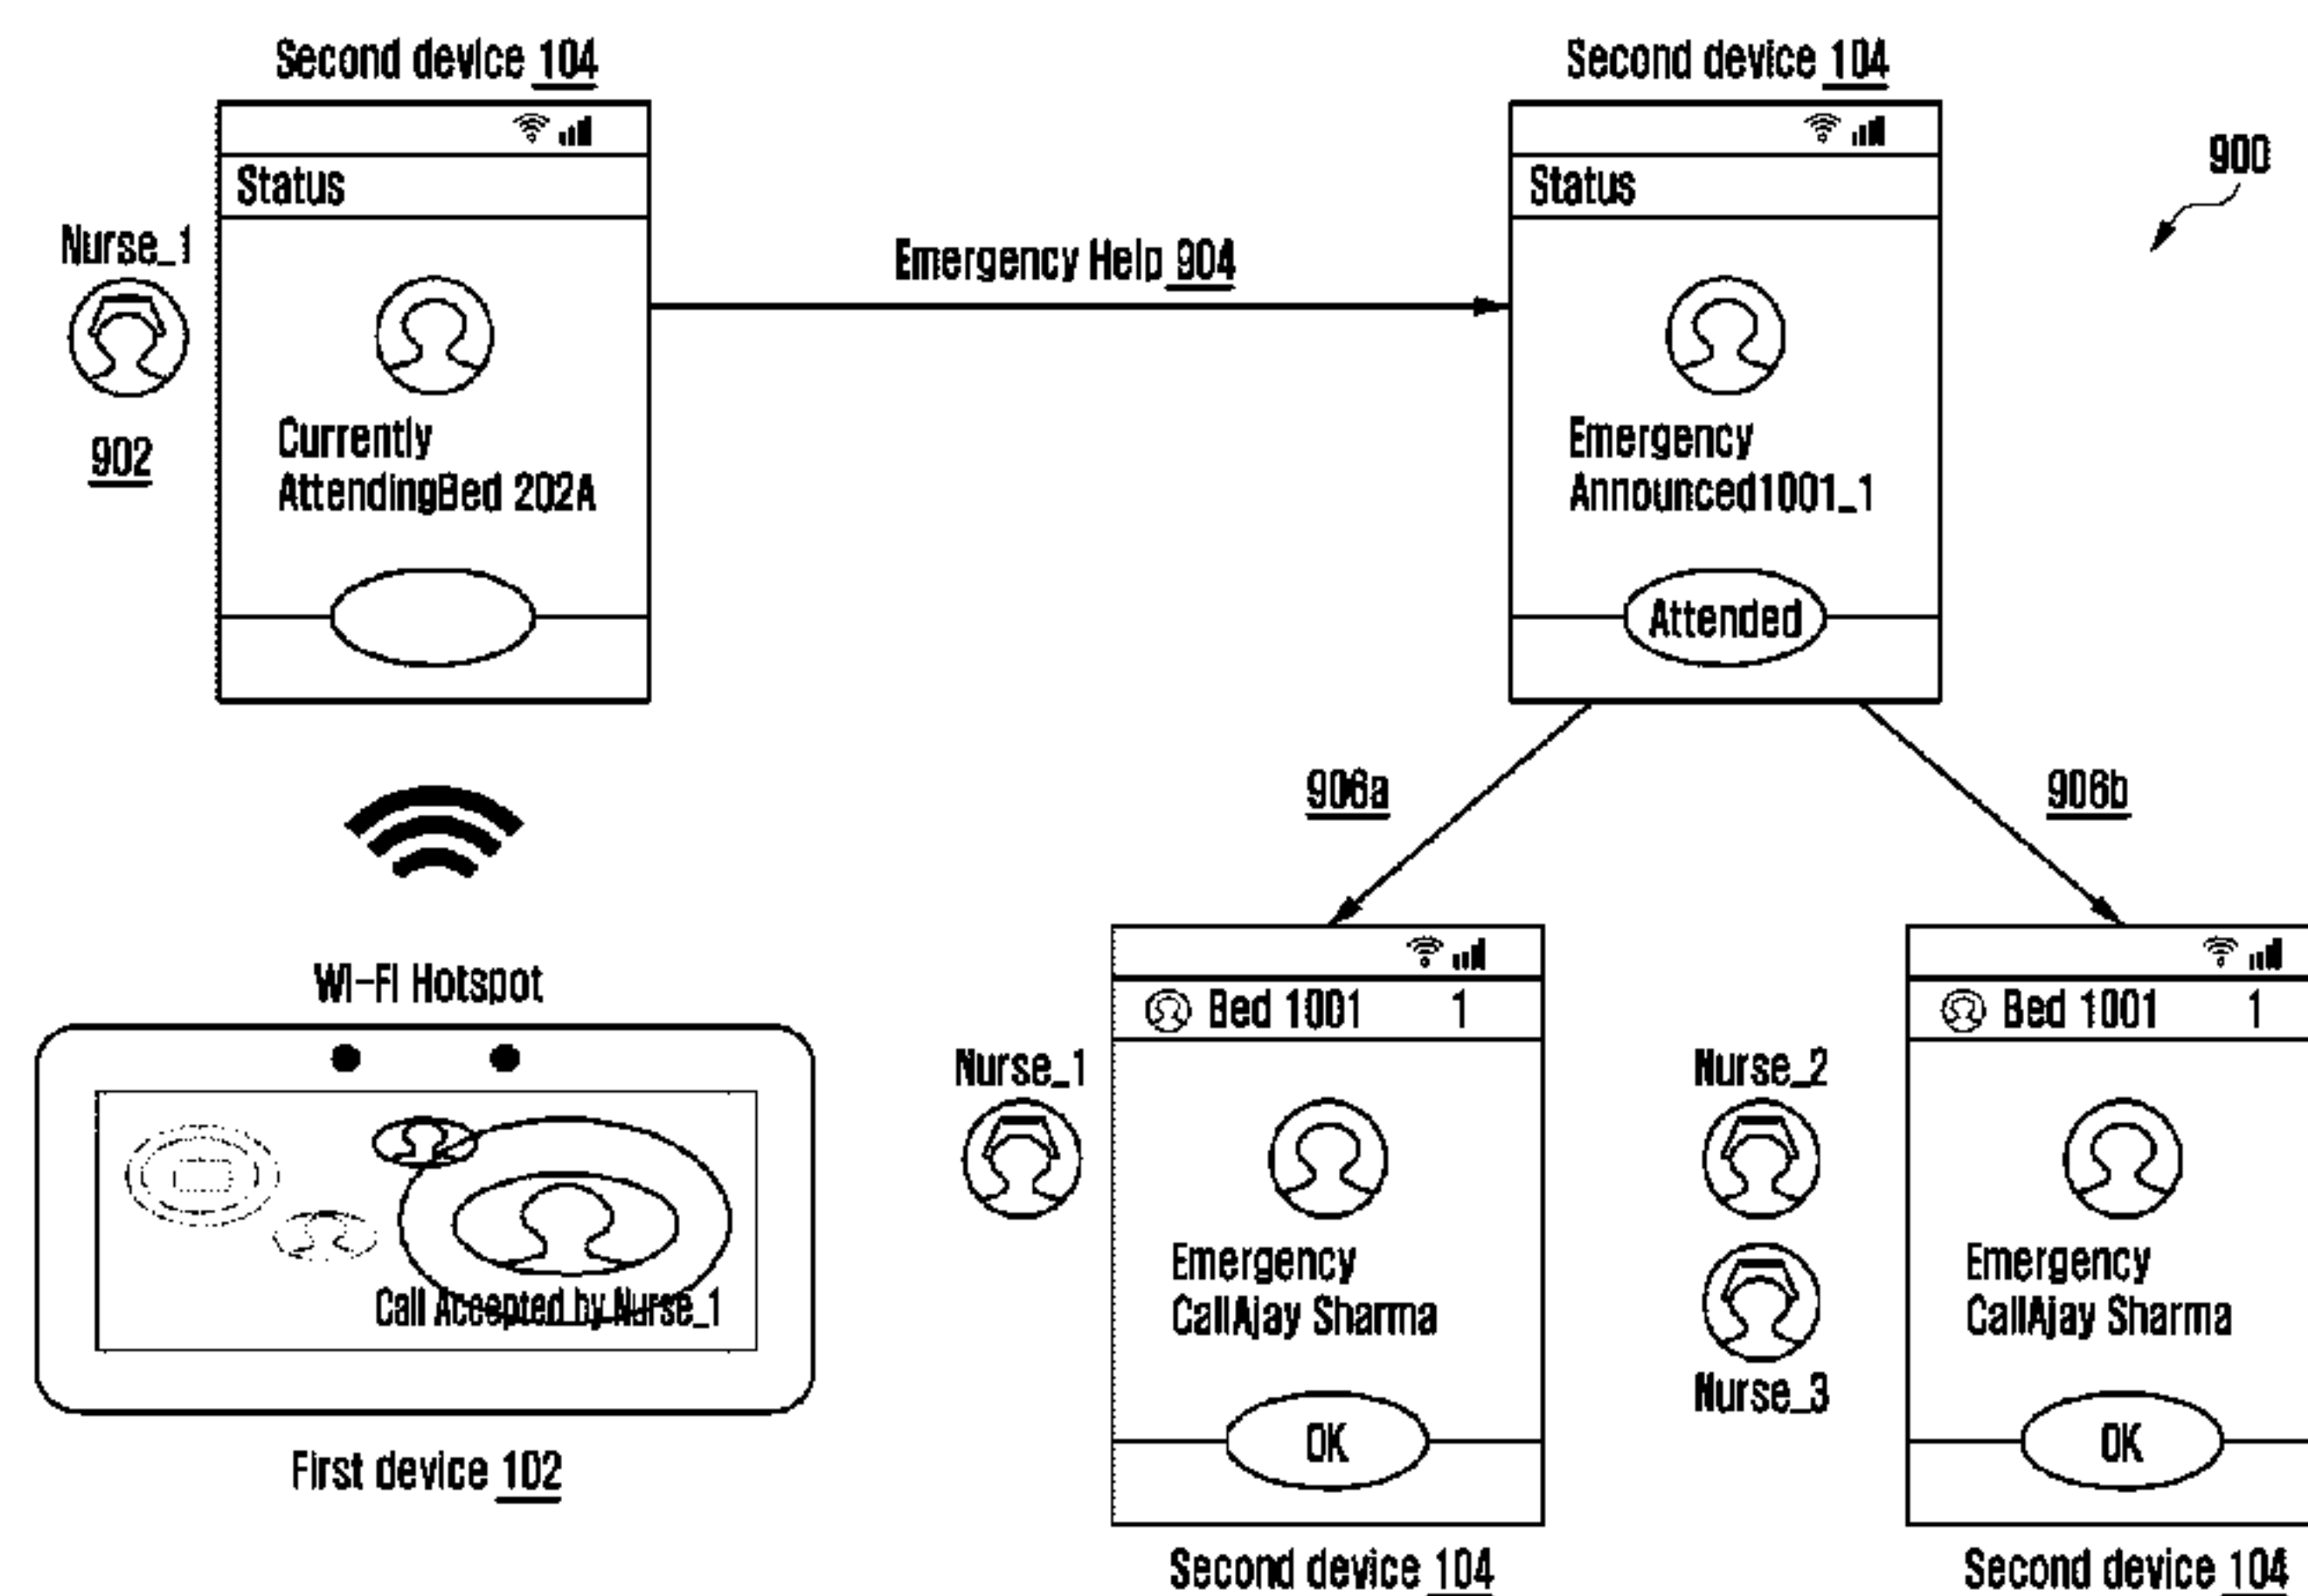 Second device 104
Status
Nurse_1
902
Currently
AttendingBed 202A
Emergency Help 904
Second device 104
Status
Emergency
Announced1001_1
Attended
900
906a
906b
Wi-Fi Hotspot
Call Accepted by Nurse_1
First device 102
Bed 1001 1
Nurse_1
Emergency
CallAjay Sharma
OK
Second device 104
Bed 1001 1
Nurse_2
Nurse_3
Emergency
CallAjay Sharma
OK
Second device 104